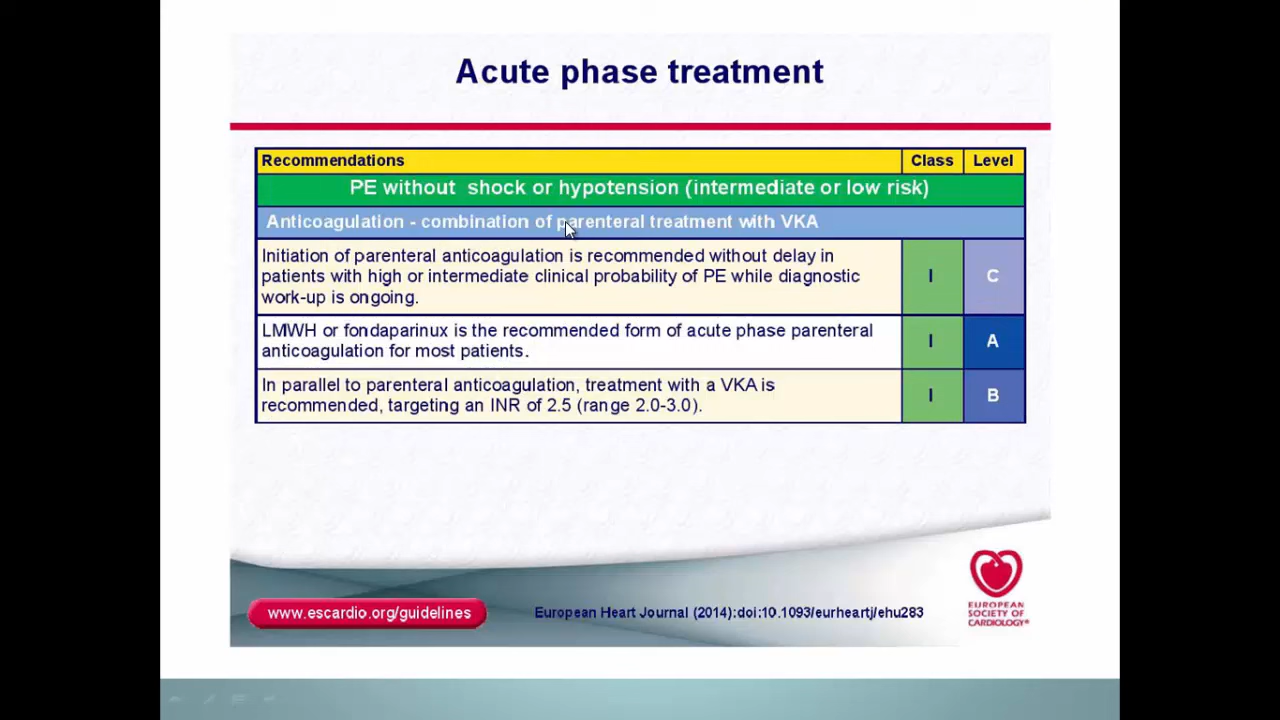 Acute phase treatment
Recommendations Class Level
PE without shock or hypotension (intermediate or low risk)
Anticoagulation - combination of parenteral treatment with VKA
Initiation of parenteral anticoagulation is recommended without delay in
patients with high or intermediate clinical probability of PE while diagnostic
work-up is ongoing.
I C
LMWH or fondaparinux is the recommended form of acute phase parenteral
anticoagulation for most patients.
I A
In parallel to parenteral anticoagulation, treatment with a VKA is
recommended, targeting an INR of 2.5 (range 2.0-3.0).
I B
www.escardio.org/guidelines
European Heart Journal (2014):doi:10.1093/eurheartj/ehu283
EUROPEAN
SOCIETY OF
CARDIOLOGY®